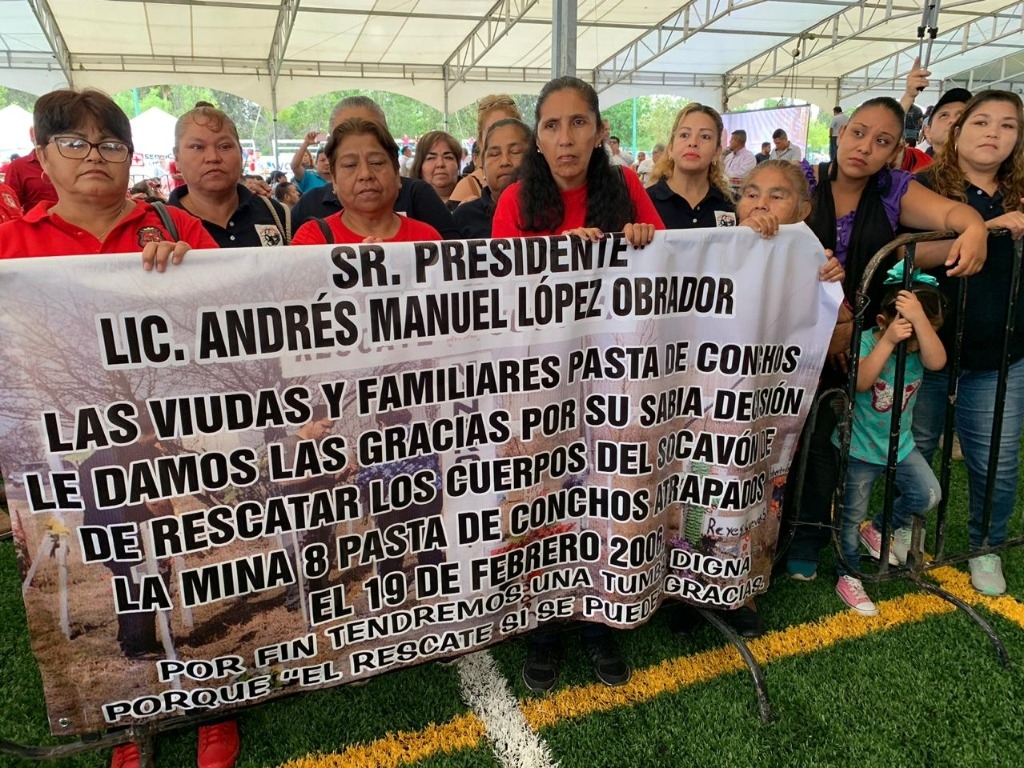 SR. PRESIDENTE
LIC. ANDRÉS MANUEL LÓPEZ OBRADOR
LAS VIUDAS Y FAMILIARES PASTA DE CONCHOS
LE DAMOS LAS GRACIAS POR SU SABIA DECISIÓN
DE RESCATAR LOS CUERPOS DEL SOCAVÓN DE
LA MINA 8 PASTA DE CONCHOS ATRAPADOS
EL 19 DE FEBRERO 2006
POR FIN TENDREMOS UNA TUMBA DIGNA
PORQUE "EL RESCATE SI SE PUEDE" GRACIAS